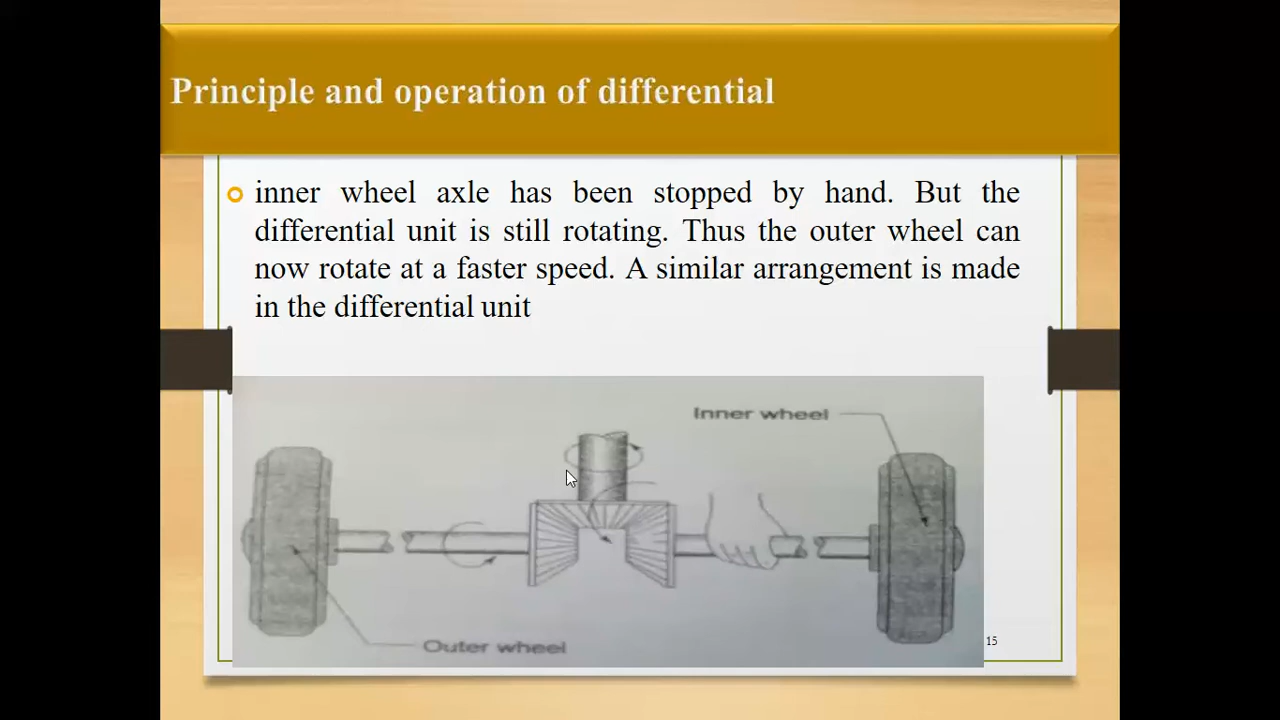 Principle and operation of differential
inner wheel axle has been stopped by hand. But the
differential unit is still rotating. Thus the outer wheel can
now rotate at a faster speed. A similar arrangement is made
in the differential unit
Inner wheel
Outer wheel
15